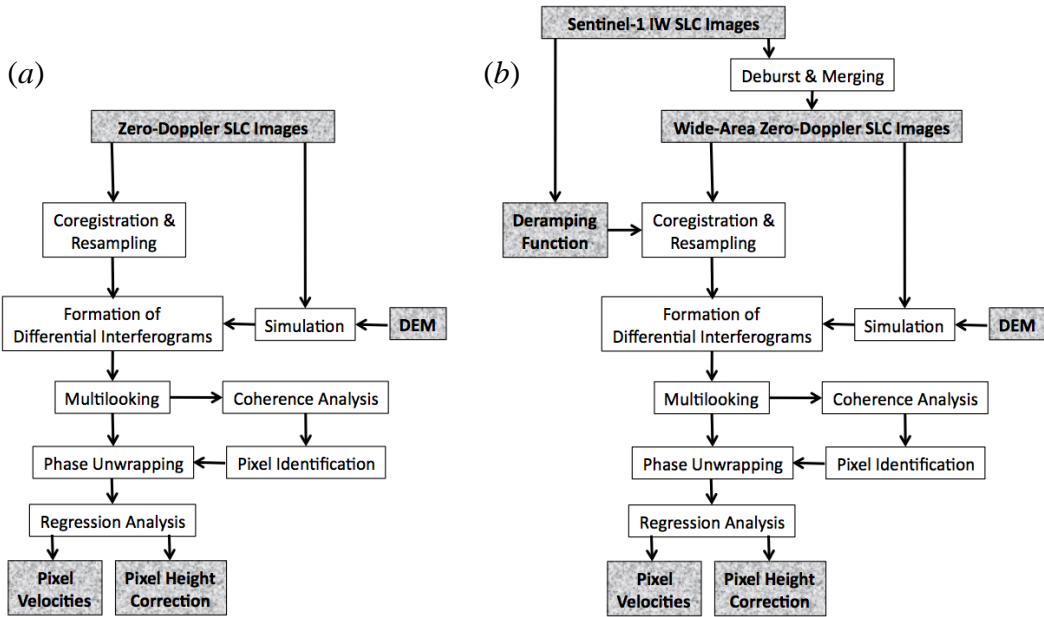 (a)
Zero-Doppler SLC Images
Coregistration &
Resampling
Formation of
Differential Interferograms
Simulation
DEM
Multilooking
Coherence Analysis
Phase Unwrapping
Pixel Identification
Regression Analysis
Pixel
Velocities
Pixel Height
Correction
(b)
Sentinel-1 IW SLC Images
Deburst & Merging
Wide-Area Zero-Doppler SLC Images
Deramping
Function
Coregistration &
Resampling
Formation of
Differential Interferograms
Simulation
DEM
Multilooking
Coherence Analysis
Phase Unwrapping
Pixel Identification
Regression Analysis
Pixel
Velocities
Pixel Height
Correction